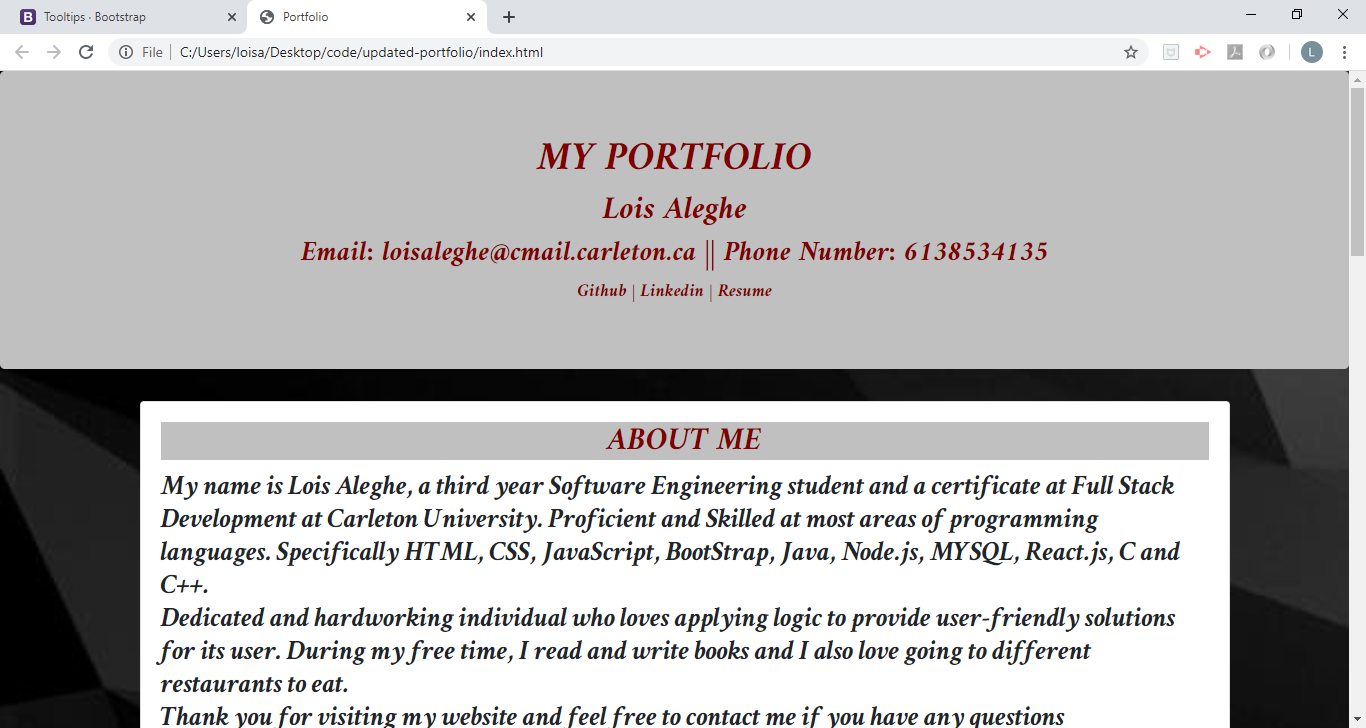 Tooltips · Bootstrap
Portfolio
File
C:/Users/loisa/Desktop/code/updated-portfolio/index.html
L
MY PORTFOLIO
Lois Aleghe
Email: loisaleghe@cmail.carleton.ca || Phone Number: 6138534135
Github | Linkedin | Resume
ABOUT ME
My name is Lois Aleghe, a third year Software Engineering student and a certificate at Full Stack
Development at Carleton University. Proficient and Skilled at most areas of programming
languages. Specifically HTML, CSS, JavaScript, BootStrap, Java, Node.js, MYSQL, React.js, C and
C++.
Dedicated and hardworking individual who loves applying logic to provide user-friendly solutions
for its user. During my free time, I read and write books and I also love going to different
restaurants to eat.
Thank you for visiting my website and feel free to contact me if you have any questions